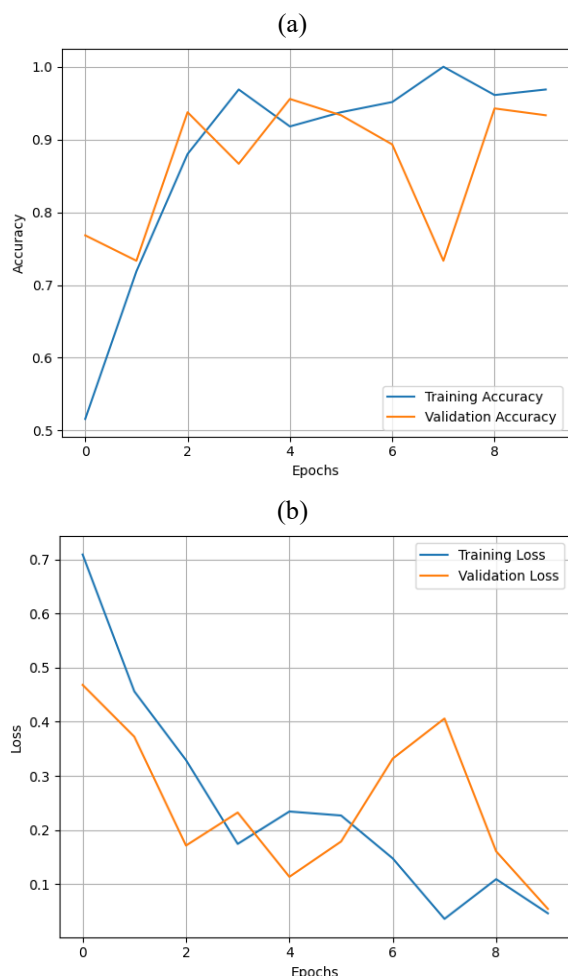 (a)
1.0
0.9
0.8
0.7
0.6
0.5
Accuracy
Training Accuracy
Validation Accuracy
0 2 4 6 8
Epochs
(b)
0.7
0.6
0.5
0.4
0.3
0.2
0.1
Loss
Training Loss
Validation Loss
0 2 4 6 8
Epochs